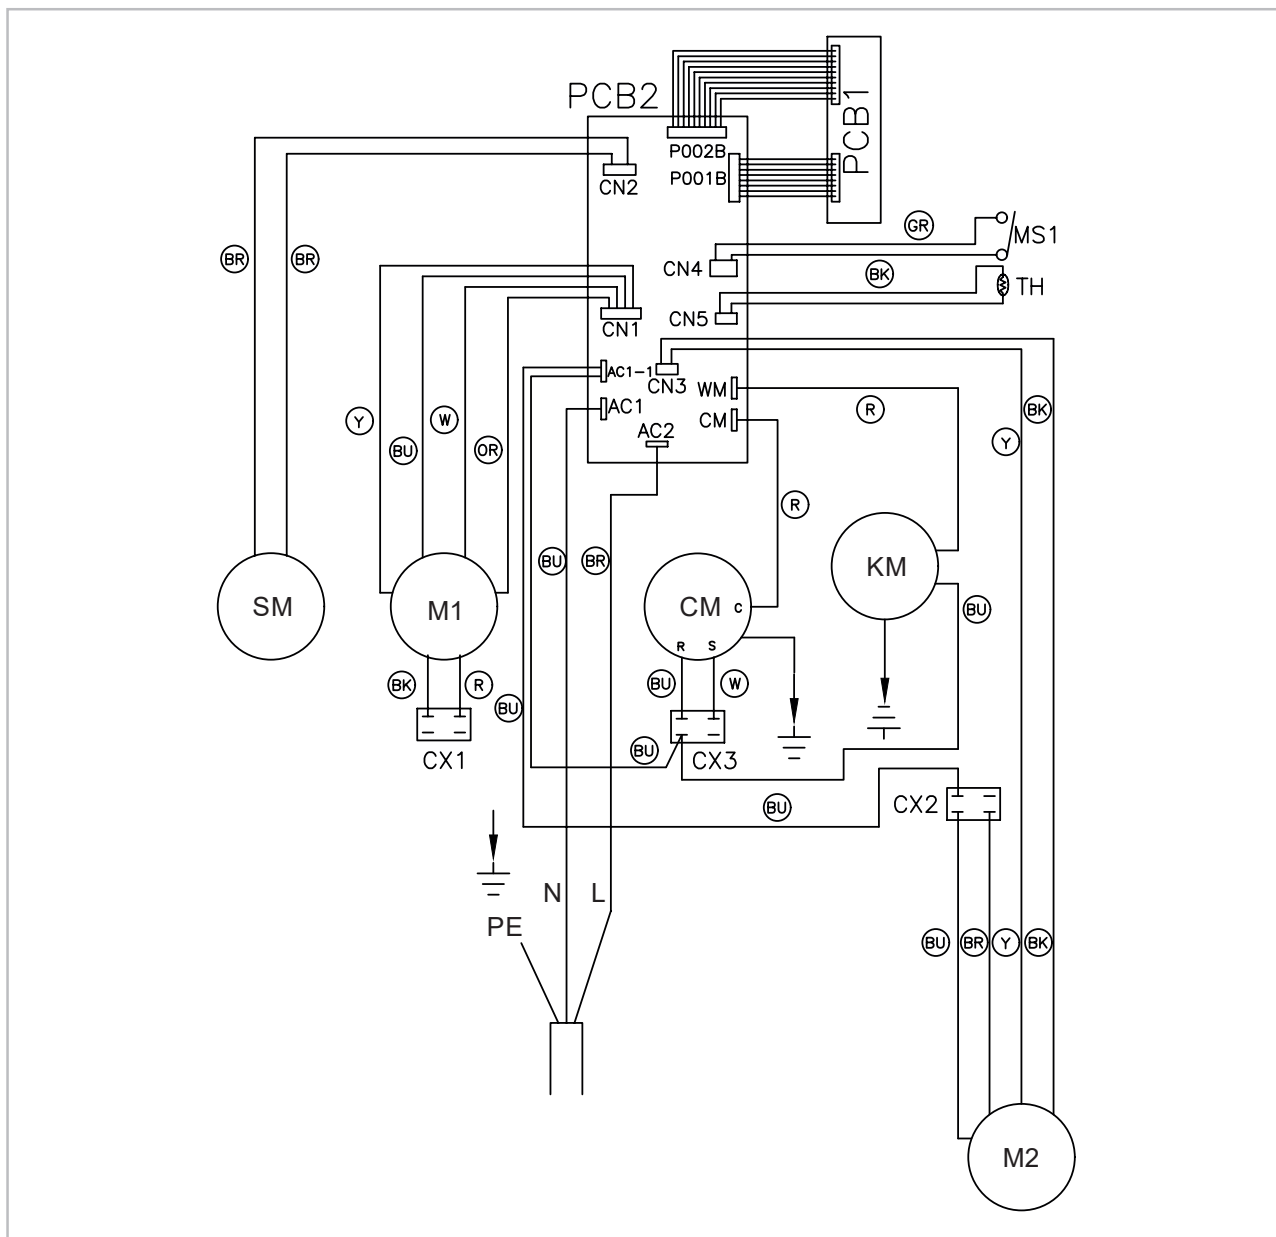 PCB2
PCB1
P002B
P001B
CN2
GR
MS1
BR
BR
CN4
BK
TH
CN5
CN1
AC1-1
CN3
WM
AC1
CM
R
BK
Y
BU
W
OR
AC2
Y
R
BU
BR
SM
M1
CM
C
R
S
KM
BU
BK
R
BU
BU
W
CX1
BU
CX3
BU
CX2
N
L
PE
BU
BR
Y
BK
M2